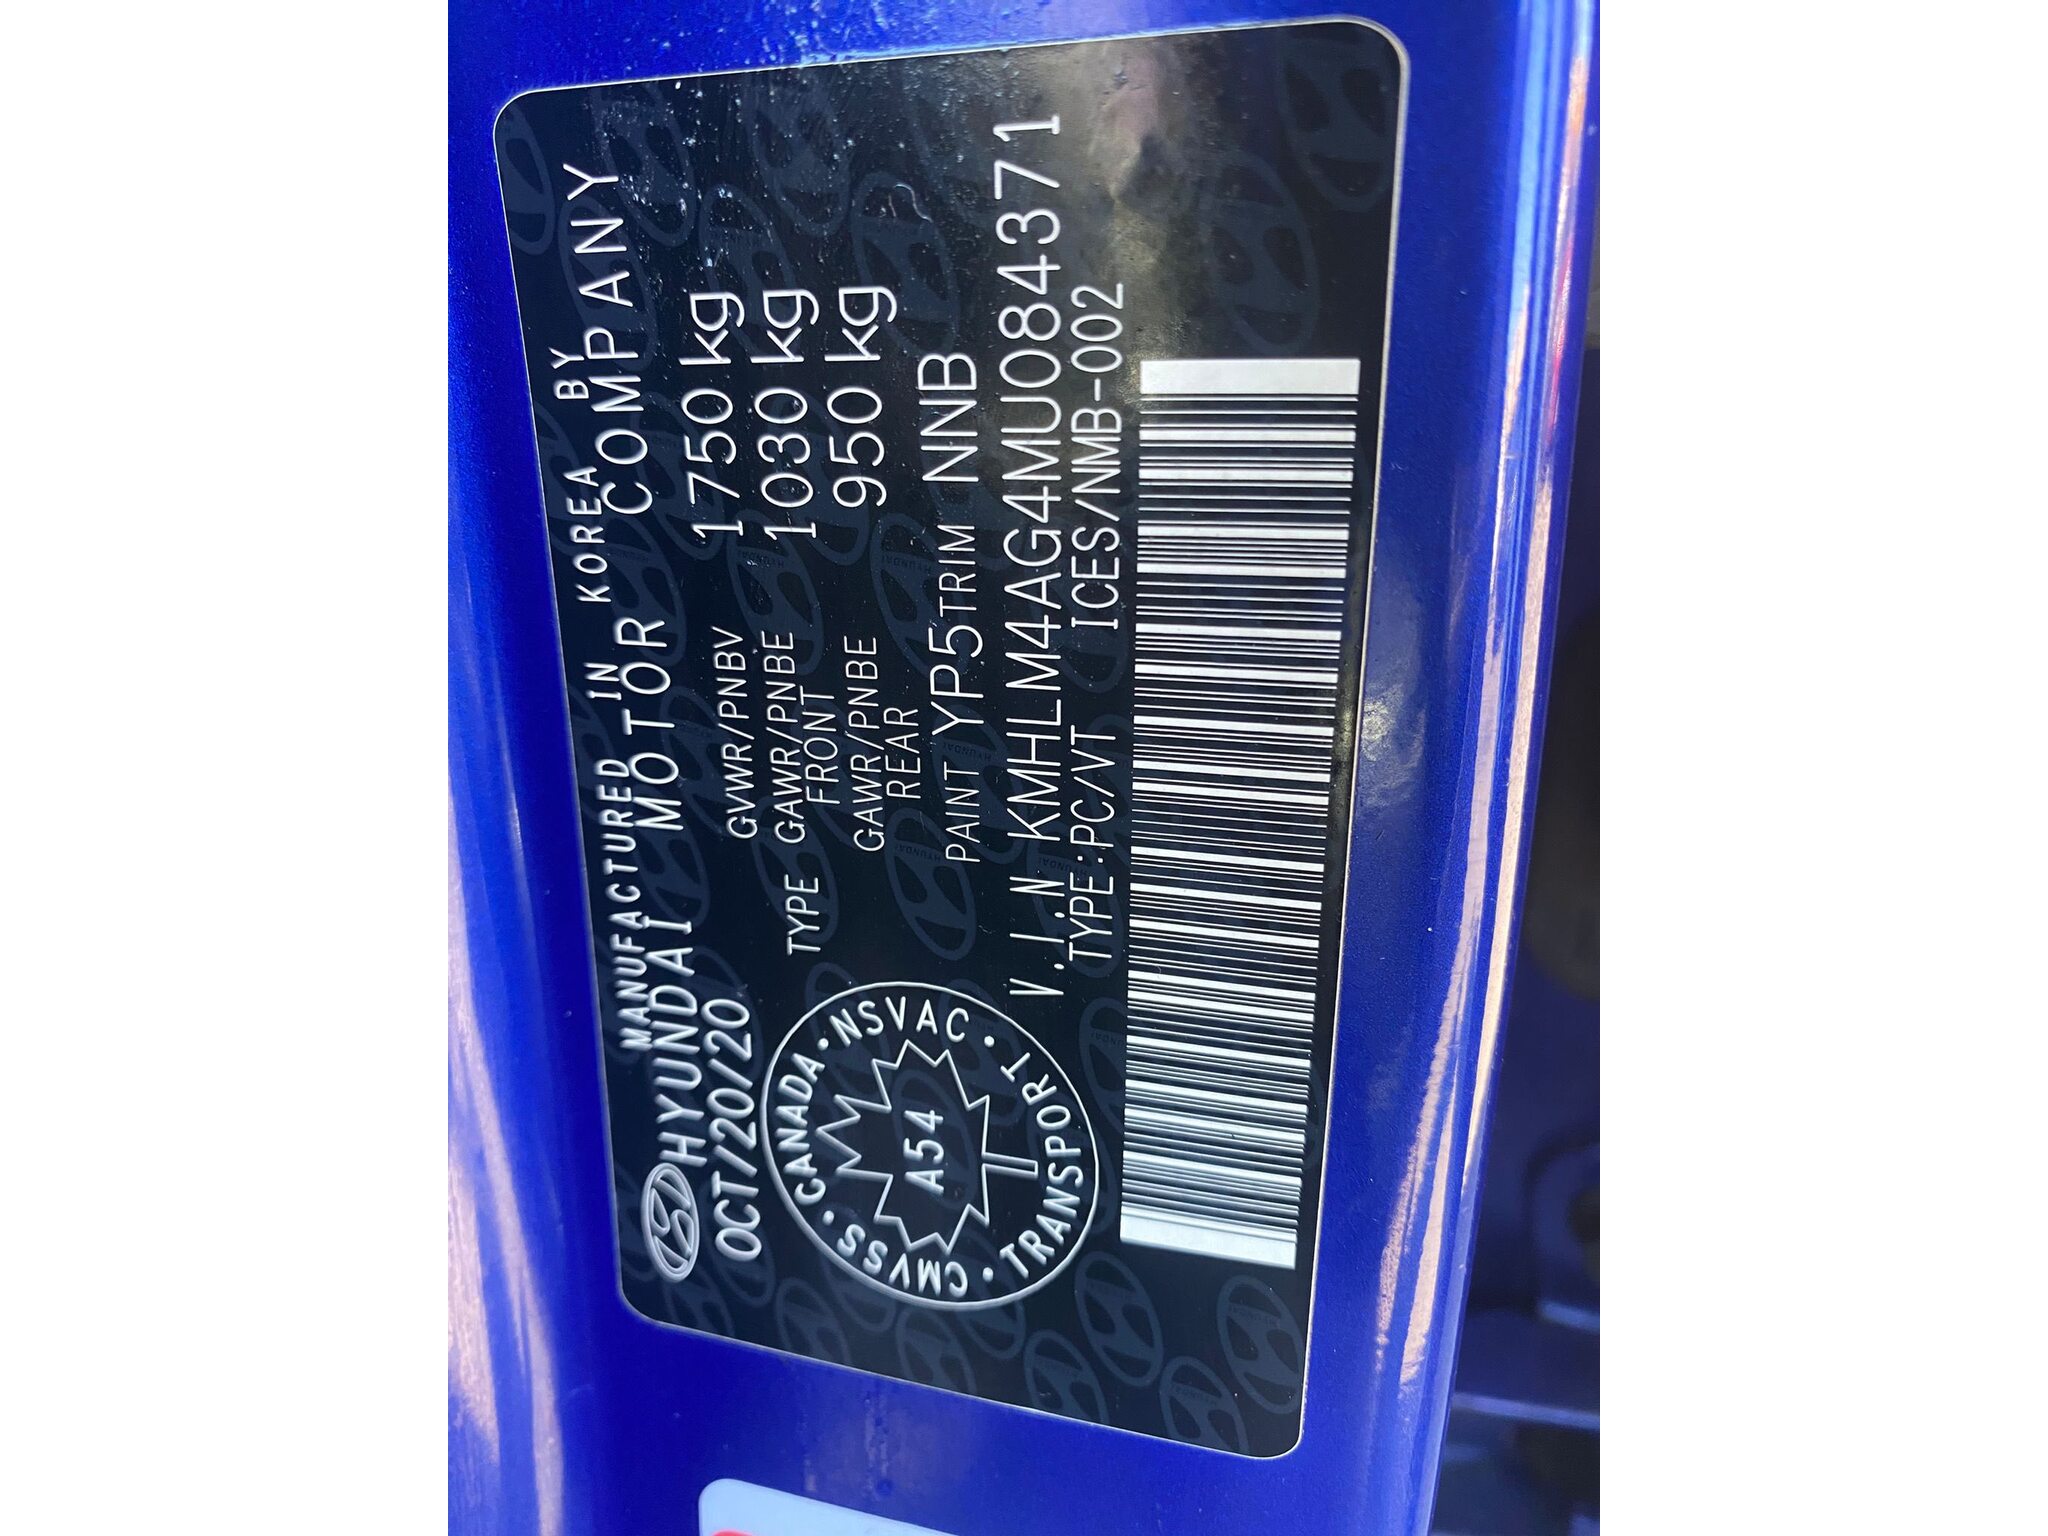 MANUFACTURED IN KOREA BY
HYUNDAI MOTOR COMPANY
OCT/20/20
GVWR/PNBV 1750 kg
TYPE GAWR/PNBE FRONT 1030 kg
GAWR/PNBE REAR 950 kg
PAINT YP5 TRIM NNB
V.I.N KMHLM4AG4MU084371
TYPE:PC/VT ICES/NMB-002
CMVSS · CANADA · NSVAC · TRANSPORT ·
A54